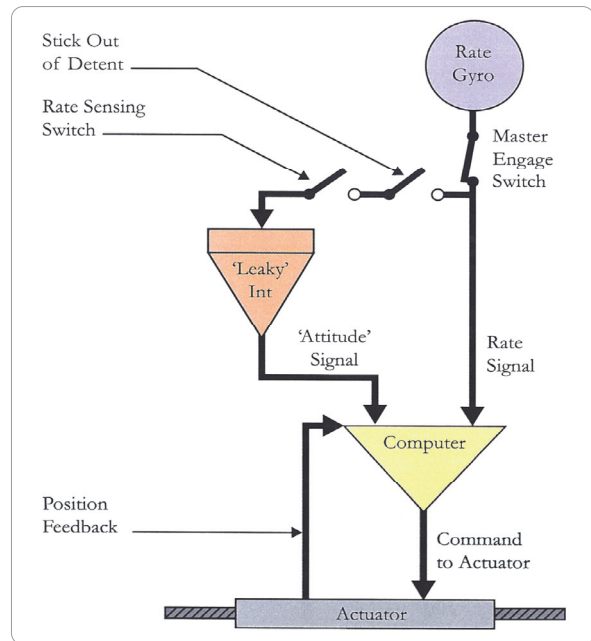 Stick Out
of Detent
Rate
Gyro
Rate Sensing
Switch
Master
Engage
Switch
‘Leaky’
Int
‘Attitude’
Signal
Rate
Signal
Computer
Position
Feedback
Command
to Actuator
Actuator